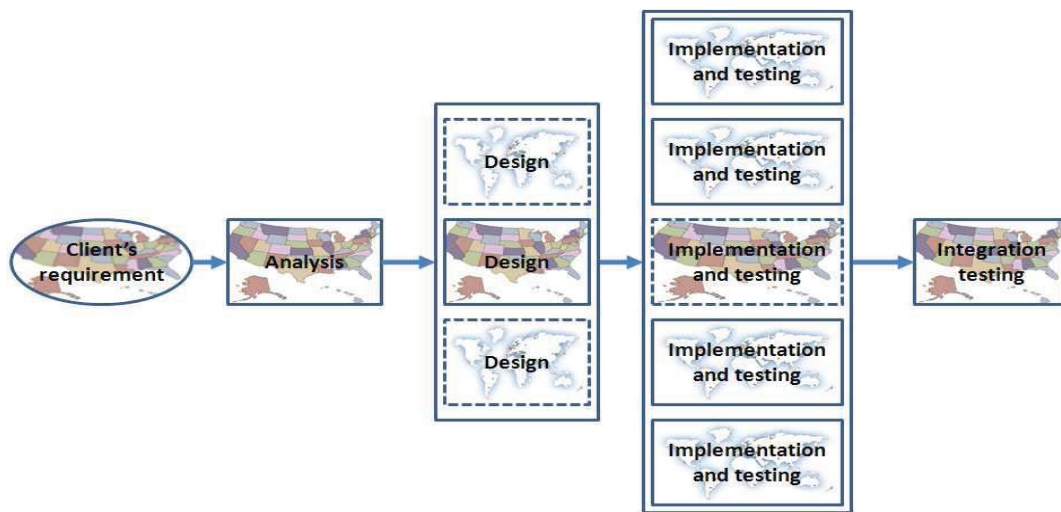 Client's
requirement
Analysis
Design
Design
Design
Implementation
and testing
Implementation
and testing
Implementation
and testing
Implementation
and testing
Implementation
and testing
Integration
testing